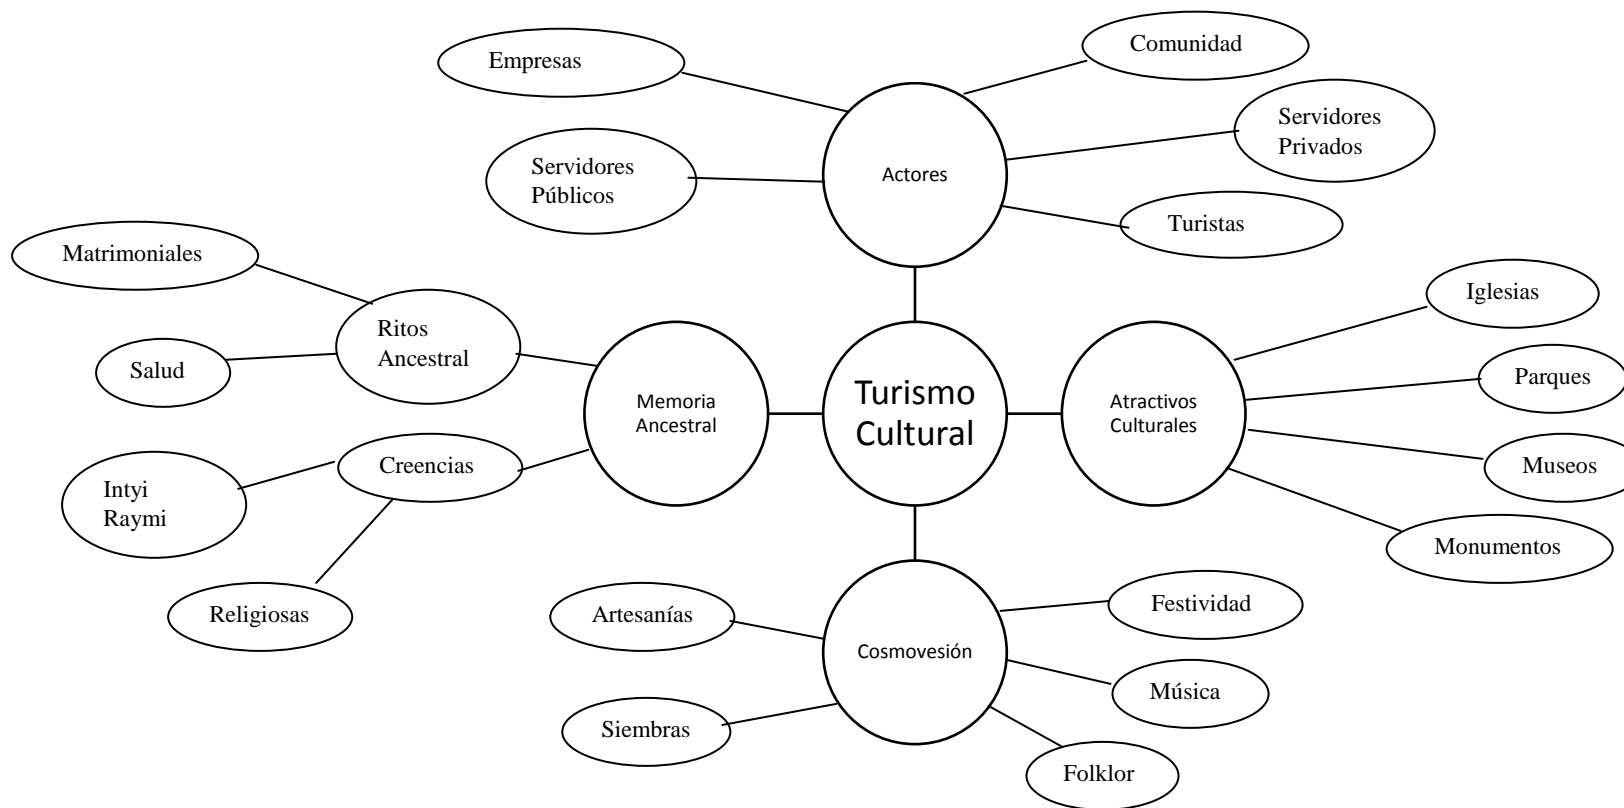 Empresas
Comunidad
Servidores
Privados
Servidores
Públicos
Actores
Turistas
Matrimoniales
Ritos
Ancestral
Salud
Memoria
Ancestral
Creencias
Intyi
Raymi
Religiosas
Turismo
Cultural
Atractivos
Culturales
Iglesias
Parques
Museos
Monumentos
Artesanías
Siembras
Cosmovesión
Festividad
Música
Folklor